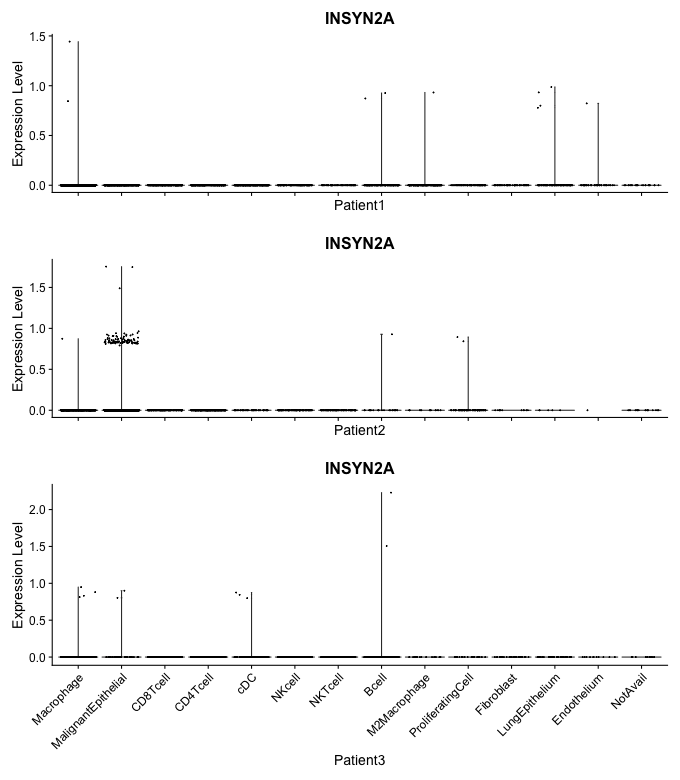 INSYN2A
Expression Level
1.5
1.0
0.5
0.0
Patient1
INSYN2A
Expression Level
1.5
1.0
0.5
0.0
Patient2
INSYN2A
Expression Level
2.0
1.5
1.0
0.5
0.0
Macrophage
MalignantEpithelial
CD8Tcell
CD4Tcell
cDC
NKcell
NKTcell
Bcell
M2Macrophage
ProliferatingCell
Fibroblast
LungEpithelium
Endothelium
NotAvail
Patient3